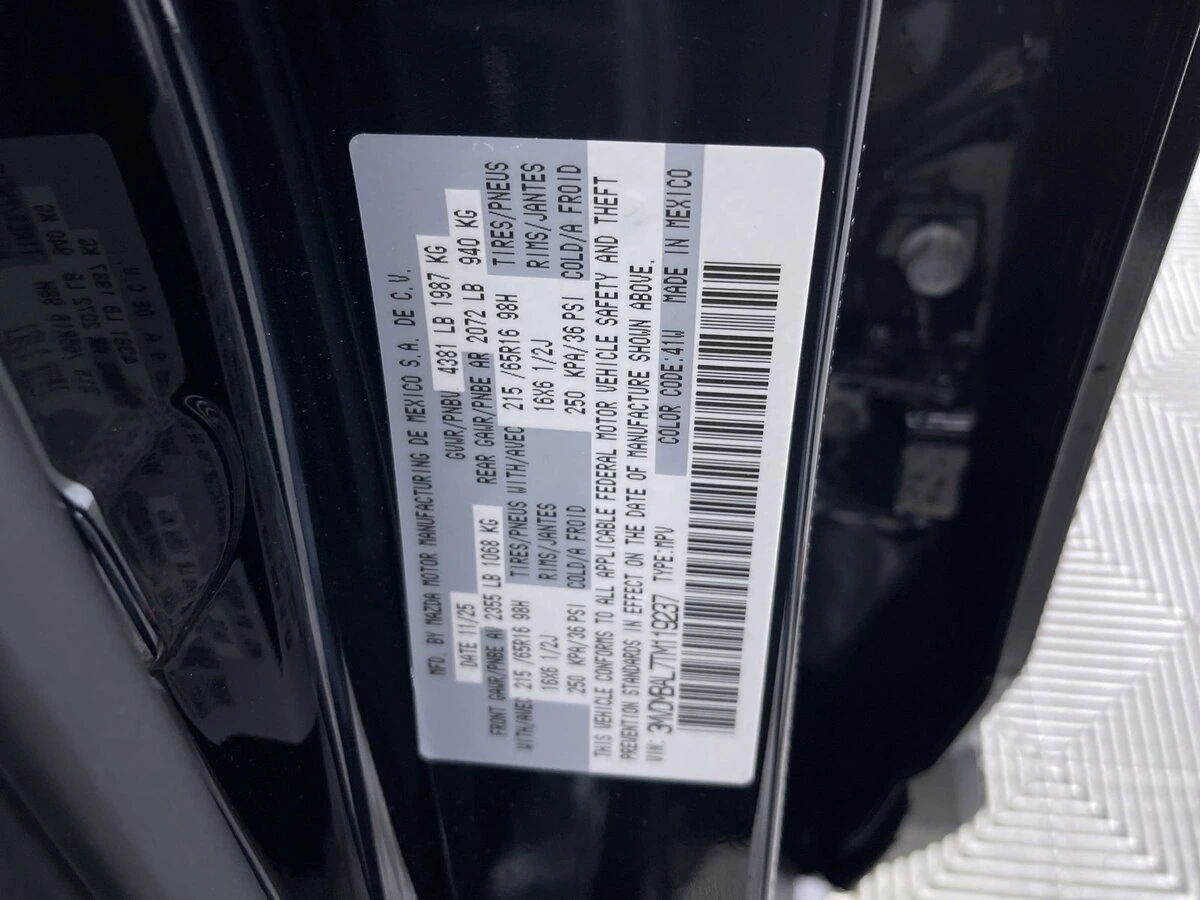 MFD. BY MAZDA MOTOR MANUFACTURING DE MEXICO S.A. DE C.V.
DATE 11/25 GVWR/PNBV 4381 LB 1987 KG
FRONT GAWR/PNBE AV 2355 LB 1068 KG REAR GAWR/PNBE AR 2072 LB 940 KG
WITH/AVEC 215 /65R16 98H TIRES/PNEUS WITH/AVEC 215 /65R16 98H TIRES/PNEUS
16X6 1/2J RIMS/JANTES 16X6 1/2J RIMS/JANTES
250 KPA/36 PSI COLD/A FROID 250 KPA/36 PSI COLD/A FROID
THIS VEHICLE CONFORMS TO ALL APPLICABLE FEDERAL MOTOR VEHICLE SAFETY AND THEFT
PREVENTION STANDARDS IN EFFECT ON THE DATE OF MANUFACTURE SHOWN ABOVE.
VIN: 3MVDMBAL7TM119237 TYPE:MPV COLOR CODE:41W MADE IN MEXICO